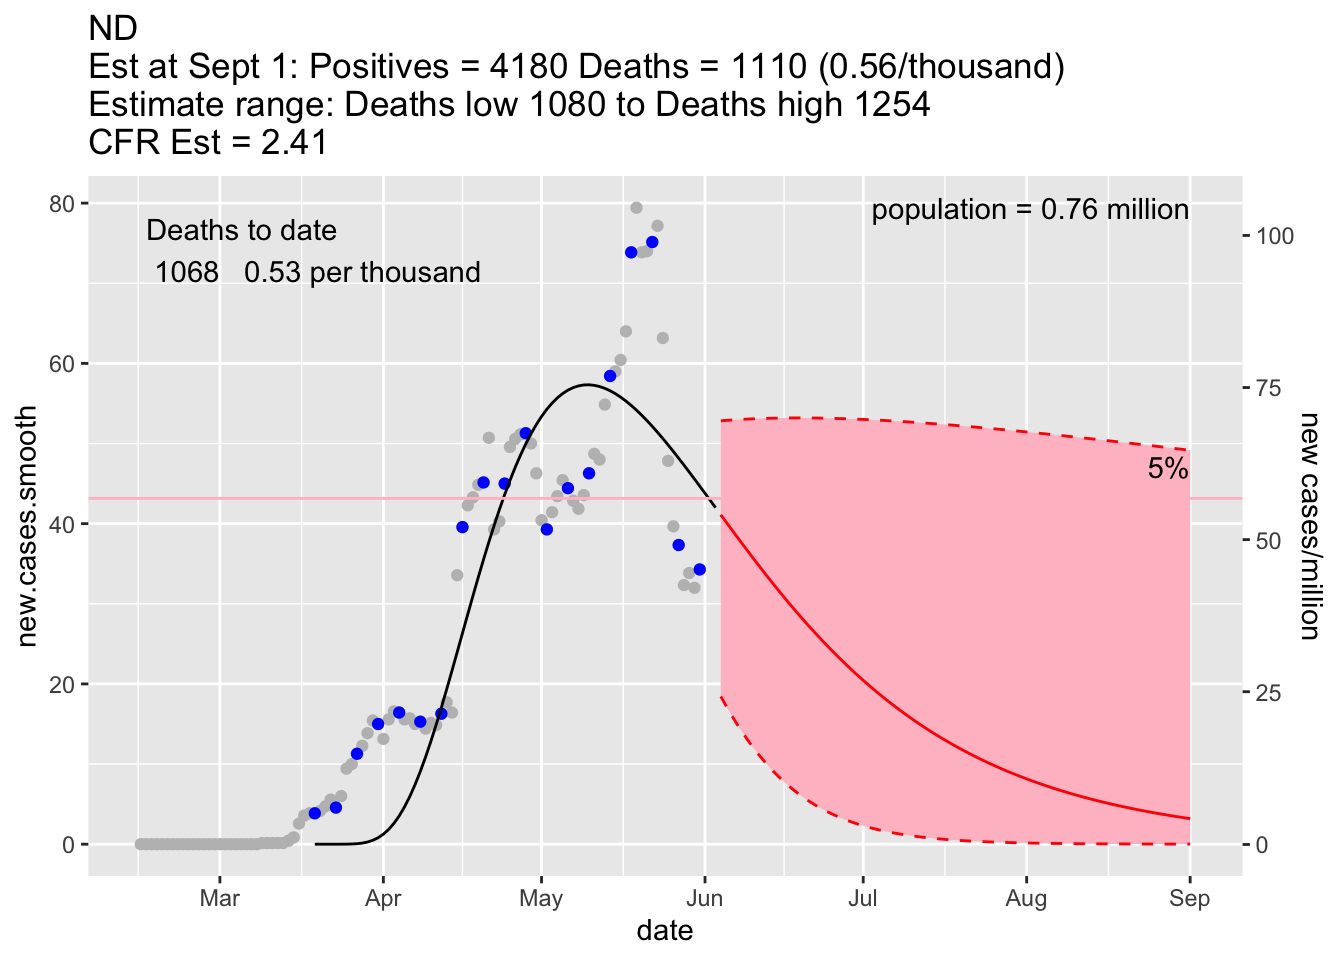 ND
Est at Sept 1: Positives = 4180 Deaths = 1110 (0.56/thousand)
Estimate range: Deaths low 1080 to Deaths high 1254
CFR Est = 2.41
Deaths to date
1068 0.53 per thousand
population = 0.76 million
5%
new.cases.smooth
80
60
40
20
0
100
75
50
25
0
new cases/million
Mar Apr May Jun Jul Aug Sep
date